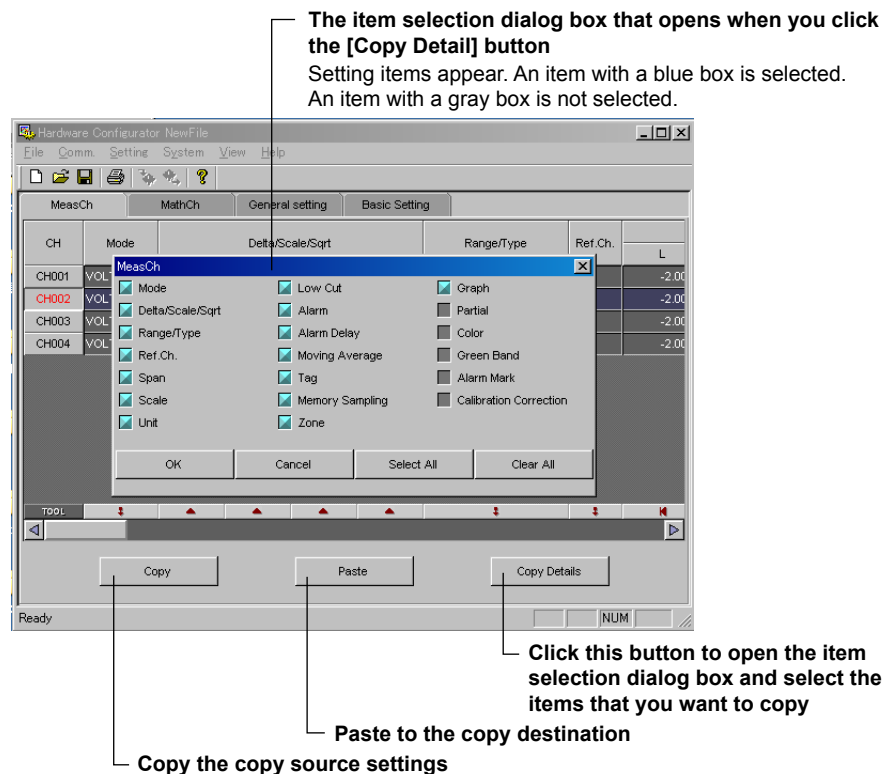 The item selection dialog box that opens when you click
the [Copy Detail] button
Setting items appear. An item with a blue box is selected.
An item with a gray box is not selected.
Hardware Configurator NewFile
File Comm. Setting System View Help
MeasCh MathCh General setting Basic Setting
CH Mode Delta/Scale/Sqrt Range/Type Ref.Ch.
L
CH001 VOL -2.00
CH002 VOL -2.00
CH003 VOL -2.00
CH004 VOL -2.00
MeasCh
Mode Low Cut Graph
Delta/Scale/Sqrt Alarm Partial
Range/Type Alarm Delay Color
Ref.Ch. Moving Average Green Band
Span Tag Alarm Mark
Scale Memory Sampling Calibration Correction
Unit Zone
OK Cancel Select All Clear All
TOOL
Copy Paste Copy Details
Ready NUM
Click this button to open the item
selection dialog box and select the
items that you want to copy
Paste to the copy destination
Copy the copy source settings